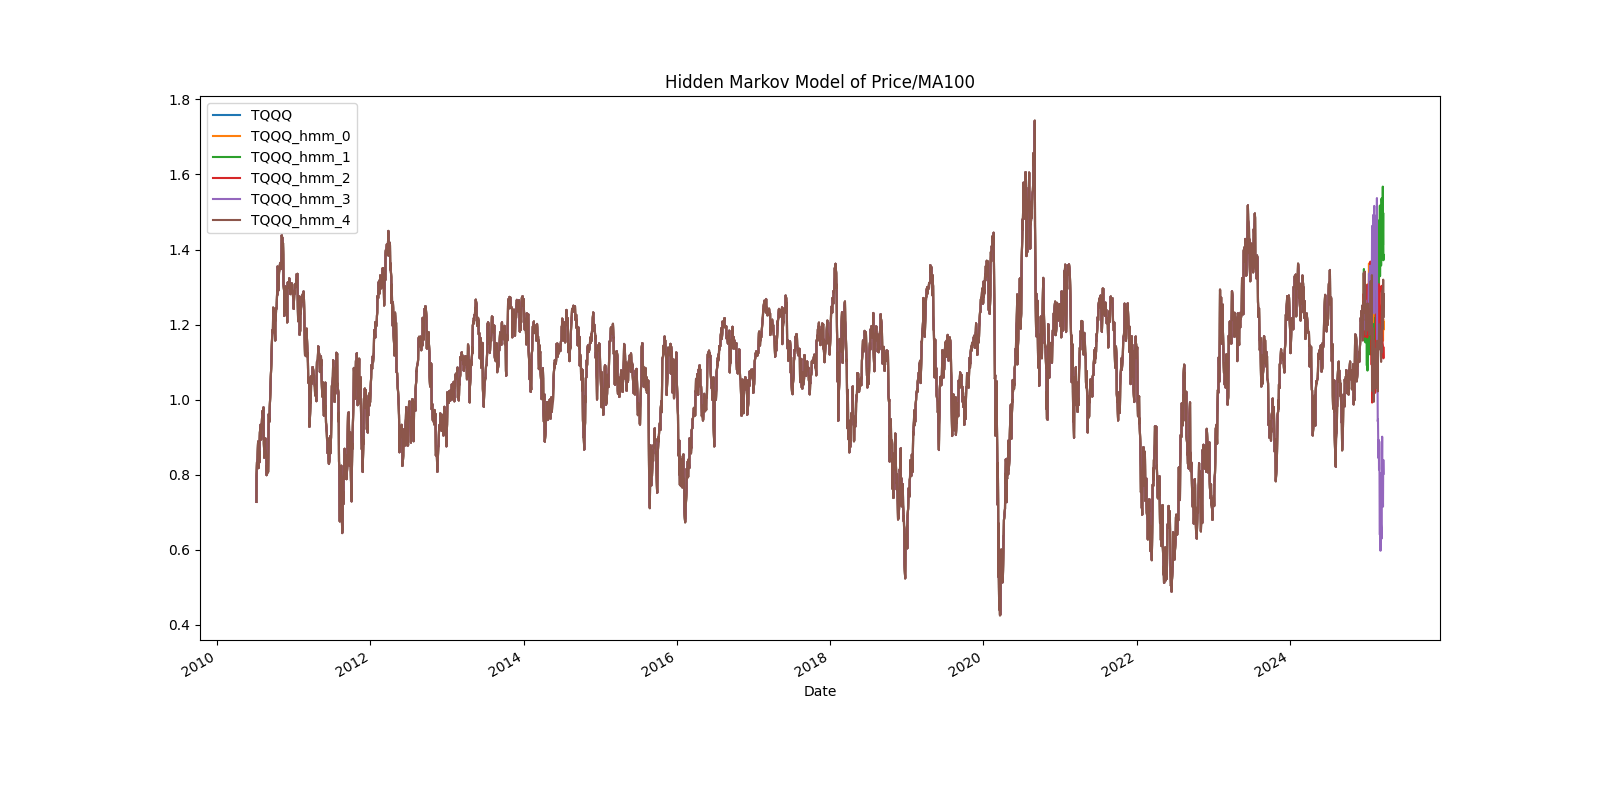 Hidden Markov Model of Price/MA100
1.8
1.6
1.4
1.2
1.0
0.8
0.6
0.4
TQQQ
TQQQ_hmm_0
TQQQ_hmm_1
TQQQ_hmm_2
TQQQ_hmm_3
TQQQ_hmm_4
2010 2012 2014 2016 2018 2020 2022 2024
Date